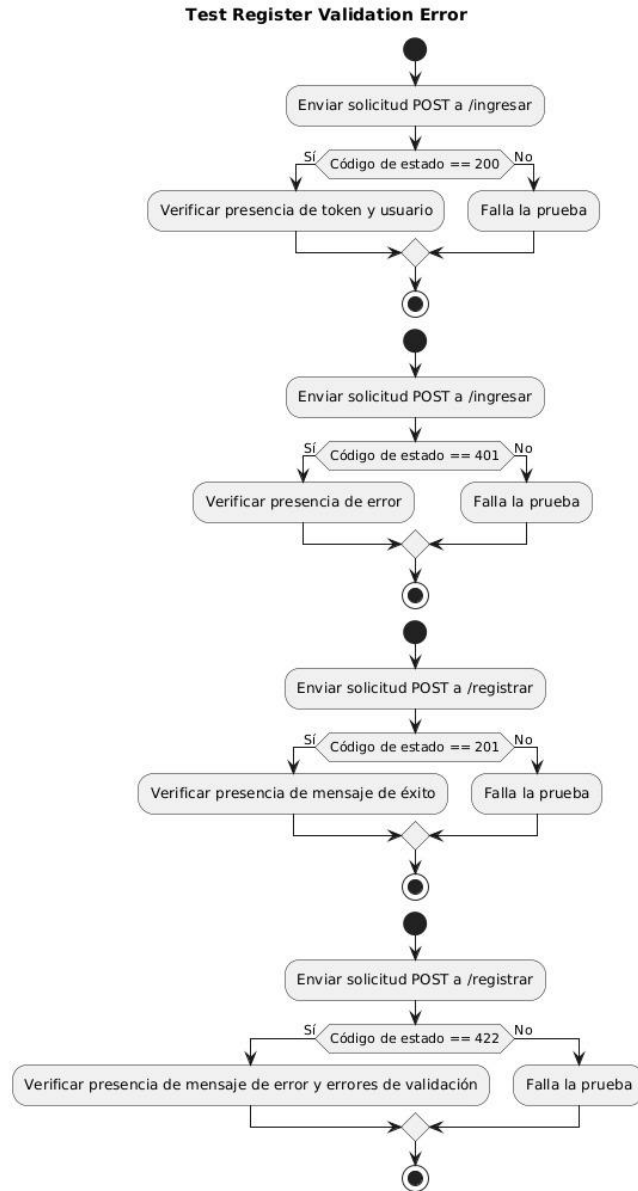 Test Register Validation Error
Enviar solicitud POST a /ingresar
Sí
Código de estado == 200
No
Verificar presencia de token y usuario
Falla la prueba
Enviar solicitud POST a /ingresar
Sí
Código de estado == 401
No
Verificar presencia de error
Falla la prueba
Enviar solicitud POST a /registrar
Sí
Código de estado == 201
No
Verificar presencia de mensaje de éxito
Falla la prueba
Enviar solicitud POST a /registrar
Sí
Código de estado == 422
No
Verificar presencia de mensaje de error y errores de validación
Falla la prueba